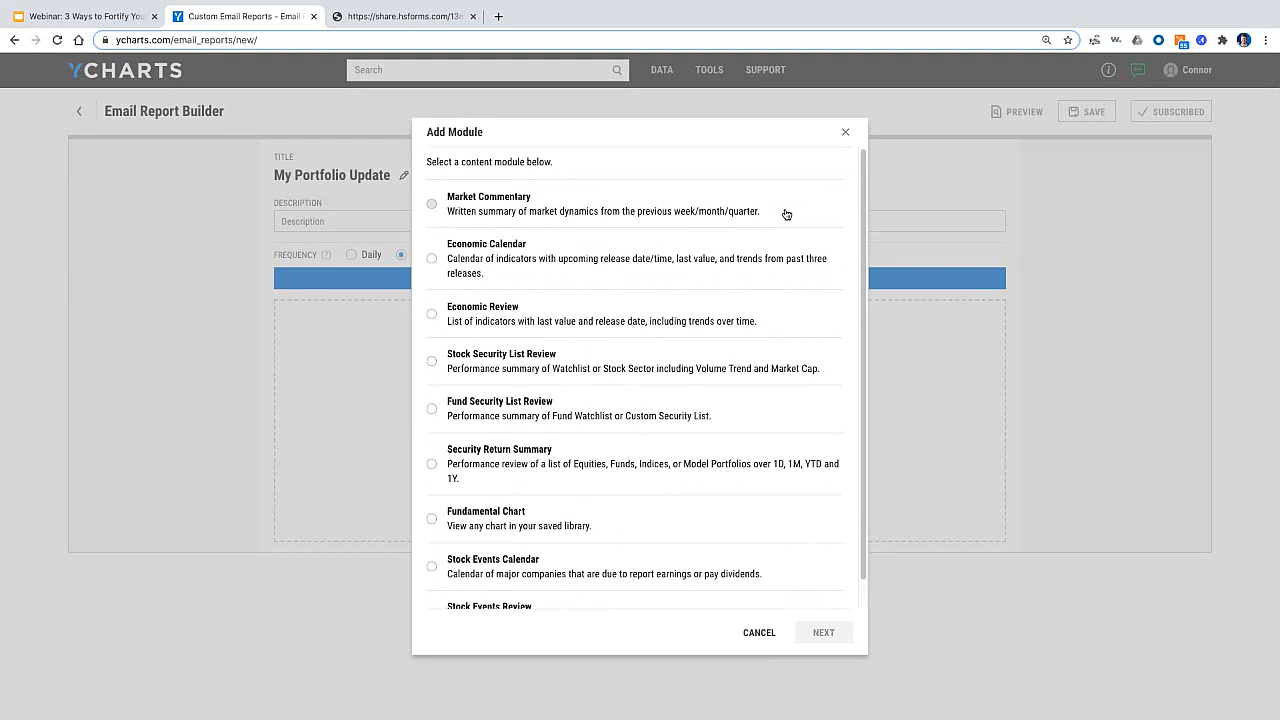 Webinar: 3 Ways to Fortify You
Custom Email Reports - Email
https://share.hsforms.com/13
ycharts.com/email_reports/new/
YCHARTS
Search
DATA
TOOLS
SUPPORT
Connor
Email Report Builder
PREVIEW
SAVE
SUBSCRIBED
TITLE
My Portfolio Update
DESCRIPTION
Description
FREQUENCY (?)
Daily
Add Module
Select a content module below.
Market Commentary
Written summary of market dynamics from the previous week/month/quarter.
Economic Calendar
Calendar of indicators with upcoming release date/time, last value, and trends from past three
releases.
Economic Review
List of indicators with last value and release date, including trends over time.
Stock Security List Review
Performance summary of Watchlist or Stock Sector including Volume Trend and Market Cap.
Fund Security List Review
Performance summary of Fund Watchlist or Custom Security List.
Security Return Summary
Performance review of a list of Equities, Funds, Indices, or Model Portfolios over 1D, 1M, YTD and
1Y.
Fundamental Chart
View any chart in your saved library.
Stock Events Calendar
Calendar of major companies that are due to report earnings or pay dividends.
Stock Events Review
CANCEL
NEXT